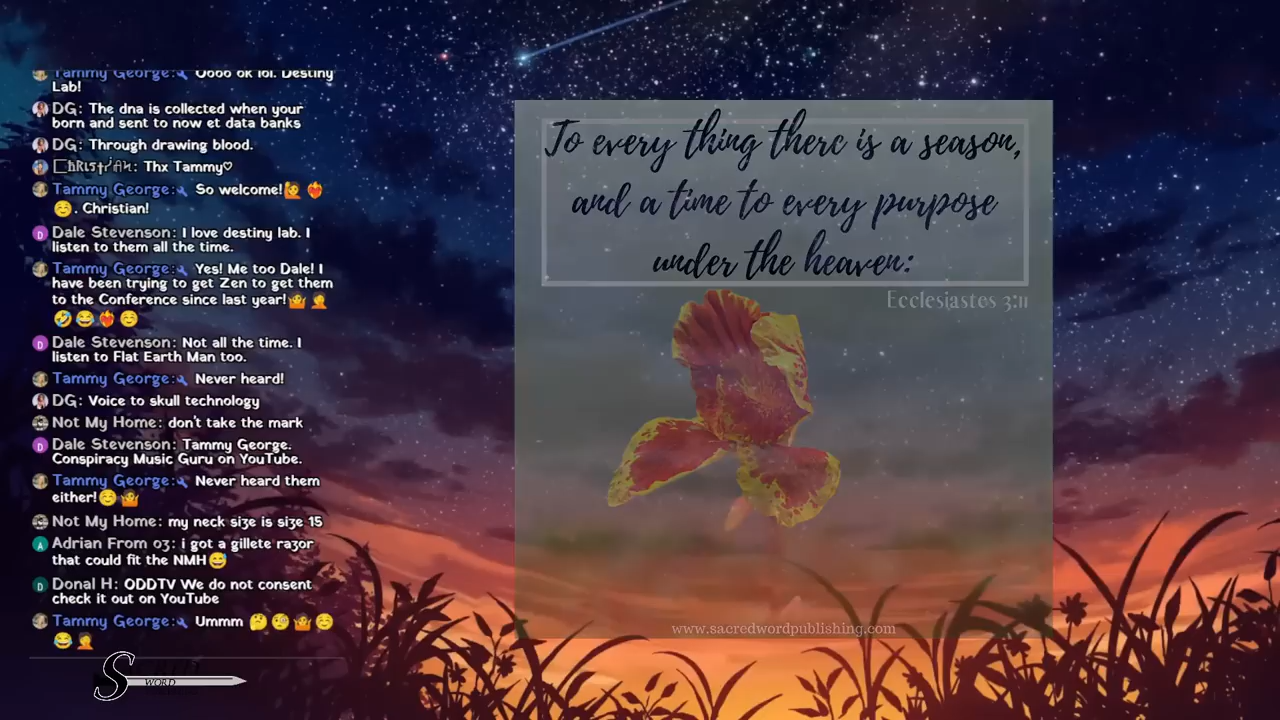 Tammy George: Oooo ok lol. Destiny
Lab!
DG: The dna is collected when your
born and sent to now et data banks
DG: Through drawing blood.
Thx Tammy♡
Tammy George: So welcome!🙋❤️‍🔥
☺️. Christian!
Dale Stevenson: I love destiny lab. I
listen to them all the time.
Tammy George: Yes! Me too Dale! I
have been trying to get Zen to get them
to the Conference since last year!🤷🤦
🤣😂❤️‍🔥☺️
Dale Stevenson: Not all the time. I
listen to Flat Earth Man too.
Tammy George: Never heard!
DG: Voice to skull technology
Not My Home: don't take the mark
Dale Stevenson: Tammy George.
Conspiracy Music Guru on YouTube.
Tammy George: Never heard them
either!☺️🤷
Not My Home: my neck size is size 15
Adrian From oz: i got a gillete razor
that could fit the NMH😅
Donal H: ODDTV We do not consent
check it out on YouTube
Tammy George: Ummm 🤔🧐🤷☺️
😂🤦
To every thing there is a season,
and a time to every purpose
under the heaven:
Ecclesiastes 3:11
www.sacredwordpublishing.com
S
WORD